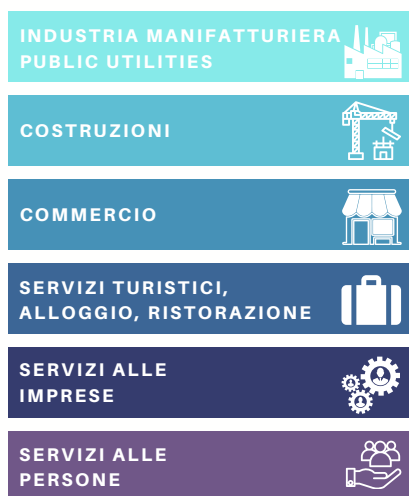 INDUSTRIA MANIFATTURIERA
PUBLIC UTILITIES
COSTRUZIONI
COMMERCIO
SERVIZI TURISTICI,
ALLOGGIO, RISTORAZIONE
SERVIZI ALLE
IMPRESE
SERVIZI ALLE
PERSONE